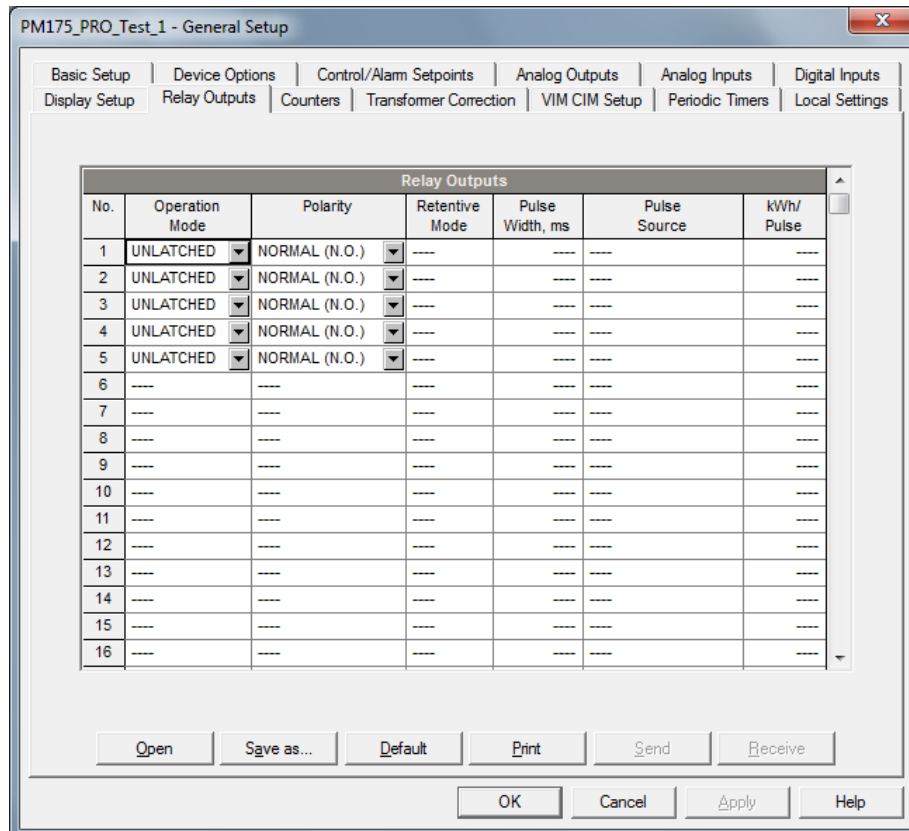 PM175_PRO_Test_1 - General Setup
Basic Setup Device Options Control/Alarm Setpoints Analog Outputs Analog Inputs Digital Inputs
Display Setup Relay Outputs Counters Transformer Correction VIM CIM Setup Periodic Timers Local Settings
Relay Outputs
No. Operation Mode Polarity Retentive Mode Pulse Width, ms Pulse Source kWh/ Pulse
1 UNLATCHED NORMAL (N.O.) ---- ---- ---- ----
2 UNLATCHED NORMAL (N.O.) ---- ---- ---- ----
3 UNLATCHED NORMAL (N.O.) ---- ---- ---- ----
4 UNLATCHED NORMAL (N.O.) ---- ---- ---- ----
5 UNLATCHED NORMAL (N.O.) ---- ---- ---- ----
6 ---- ---- ---- ---- ---- ----
7 ---- ---- ---- ---- ---- ----
8 ---- ---- ---- ---- ---- ----
9 ---- ---- ---- ---- ---- ----
10 ---- ---- ---- ---- ---- ----
11 ---- ---- ---- ---- ---- ----
12 ---- ---- ---- ---- ---- ----
13 ---- ---- ---- ---- ---- ----
14 ---- ---- ---- ---- ---- ----
15 ---- ---- ---- ---- ---- ----
16 ---- ---- ---- ---- ---- ----
Open Save as... Default Print Send Receive
OK Cancel Apply Help